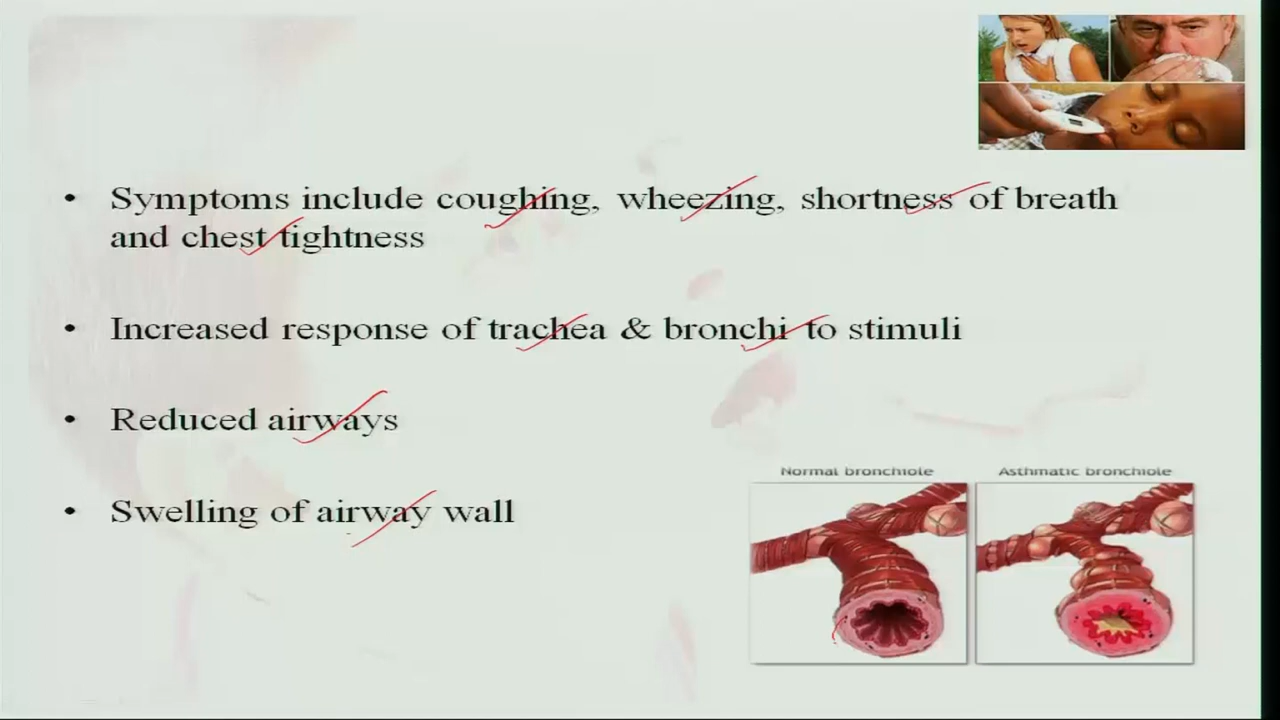 • Symptoms include coughing, wheezing, shortness of breath
and chest tightness
• Increased response of trachea & bronchi to stimuli
• Reduced airways
• Swelling of airway wall
Normal bronchiole
Asthmatic bronchiole